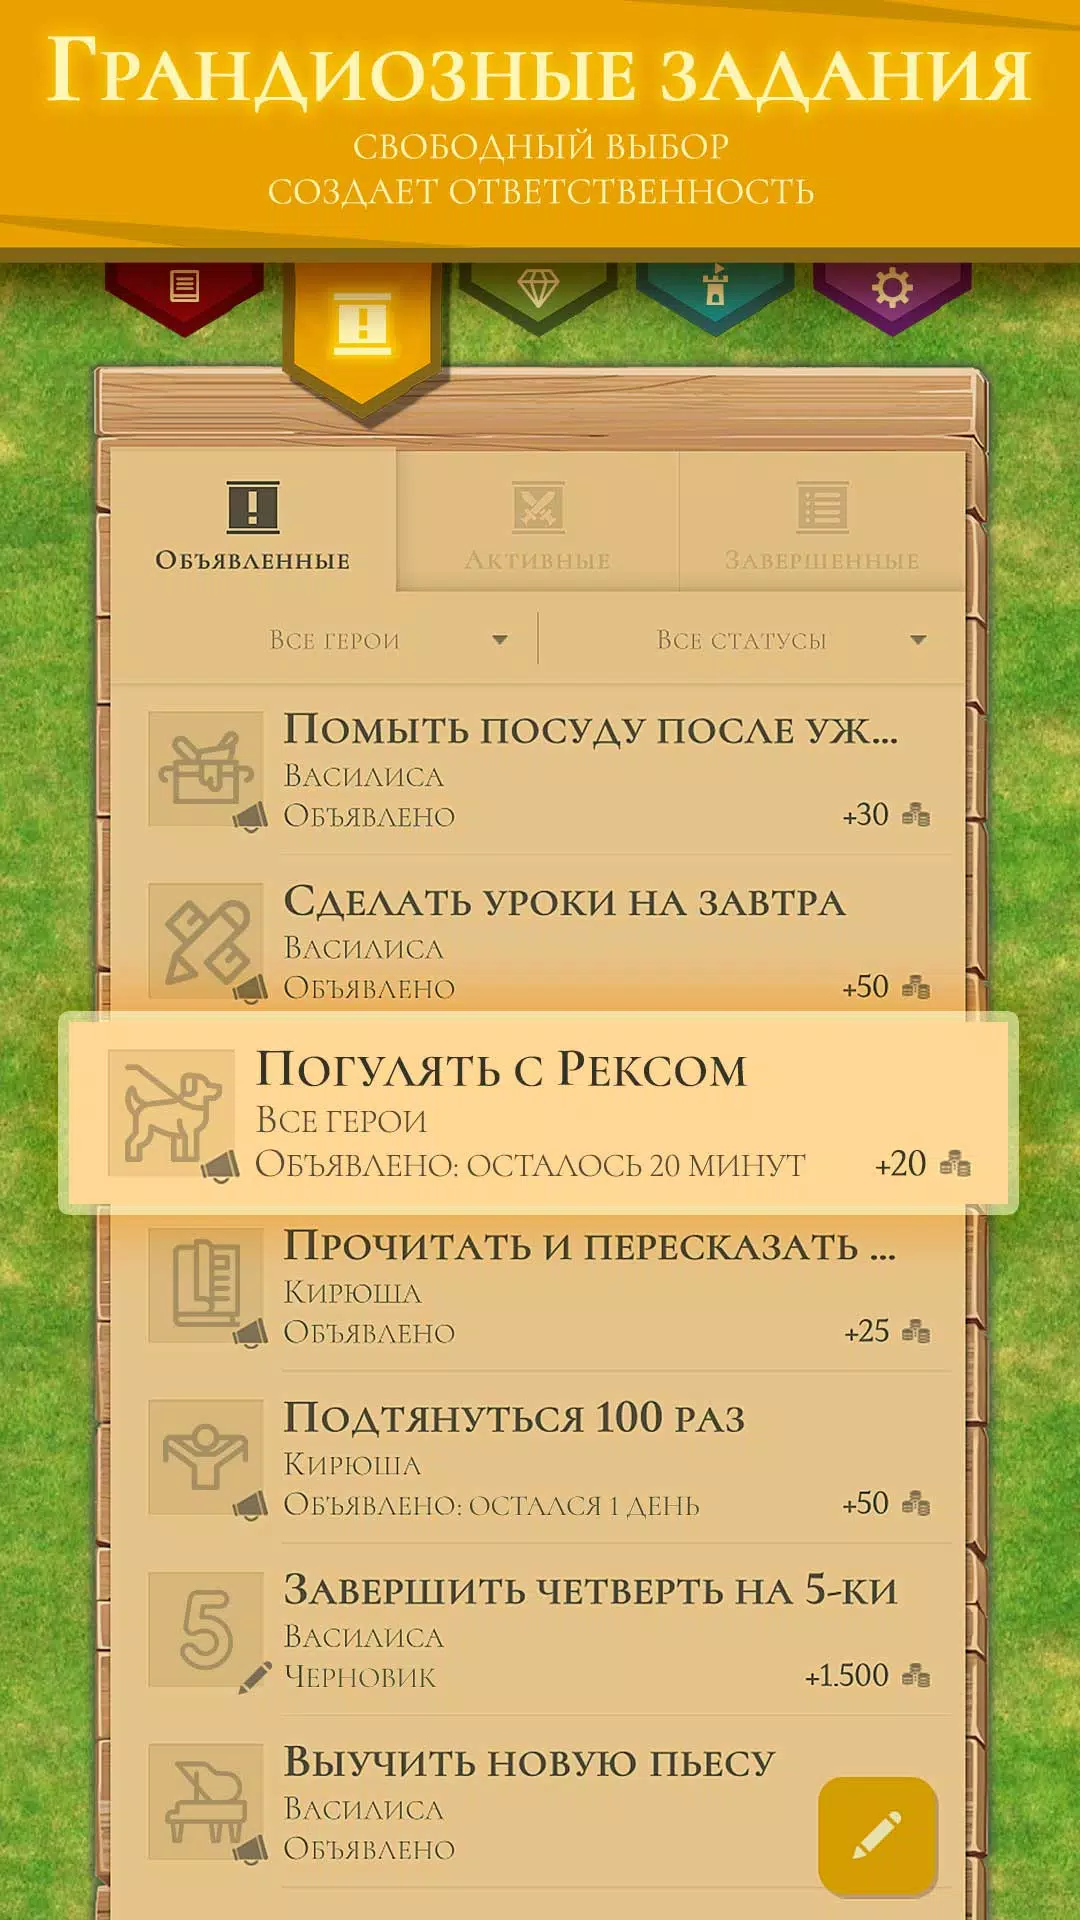 Грандиозные задания
свободный выбор
создает ответственность
Объявленные
Активные
Завершенные
Все герои
Все статусы
Помыть посуду после уж...
Василиса
Объявлено
+30
Сделать уроки на завтра
Василиса
Объявлено
+50
Погулять с Рексом
Все герои
Объявлено: осталось 20 минут
+20
Прочитать и пересказать ...
Кирюша
Объявлено
+25
Подтянуться 100 раз
Кирюша
Объявлено: остался 1 день
+50
Завершить четверть на 5-ки
Василиса
Черновик
+1.500
5
Выучить новую пьесу
Василиса
Объявлено